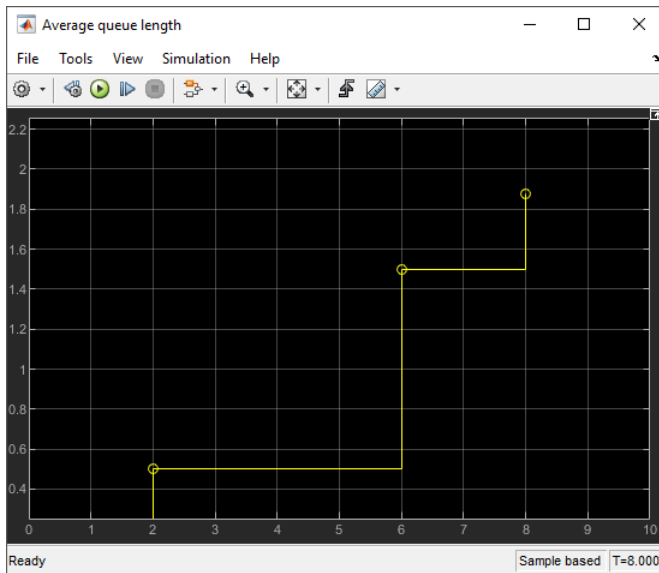 Average queue length
File Tools View Simulation Help
2.2
2
1.8
1.6
1.4
1.2
1
0.8
0.6
0.4
0 1 2 3 4 5 6 7 8 9 10
Ready Sample based T=8.000